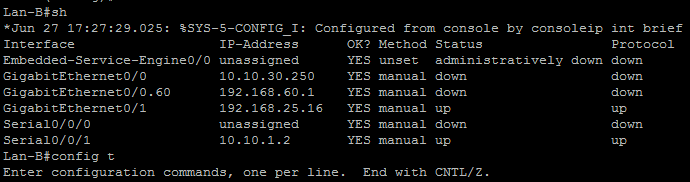 Lan-B#sh
*Jun 27 17:27:29.025: %SYS-5-CONFIG_I: Configured from console by consoleip int brief
Interface                  IP-Address      OK? Method Status                Protocol
Embedded-Service-Engine0/0 unassigned      YES unset  administratively down down
GigabitEthernet0/0         10.10.30.250    YES manual down                  down
GigabitEthernet0/0.60      192.168.60.1    YES manual down                  down
GigabitEthernet0/1         192.168.25.16   YES manual up                    up
Serial0/0/0                unassigned      YES manual down                  down
Serial0/0/1                10.10.1.2       YES manual up                    up
Lan-B#config t
Enter configuration commands, one per line.  End with CNTL/Z.